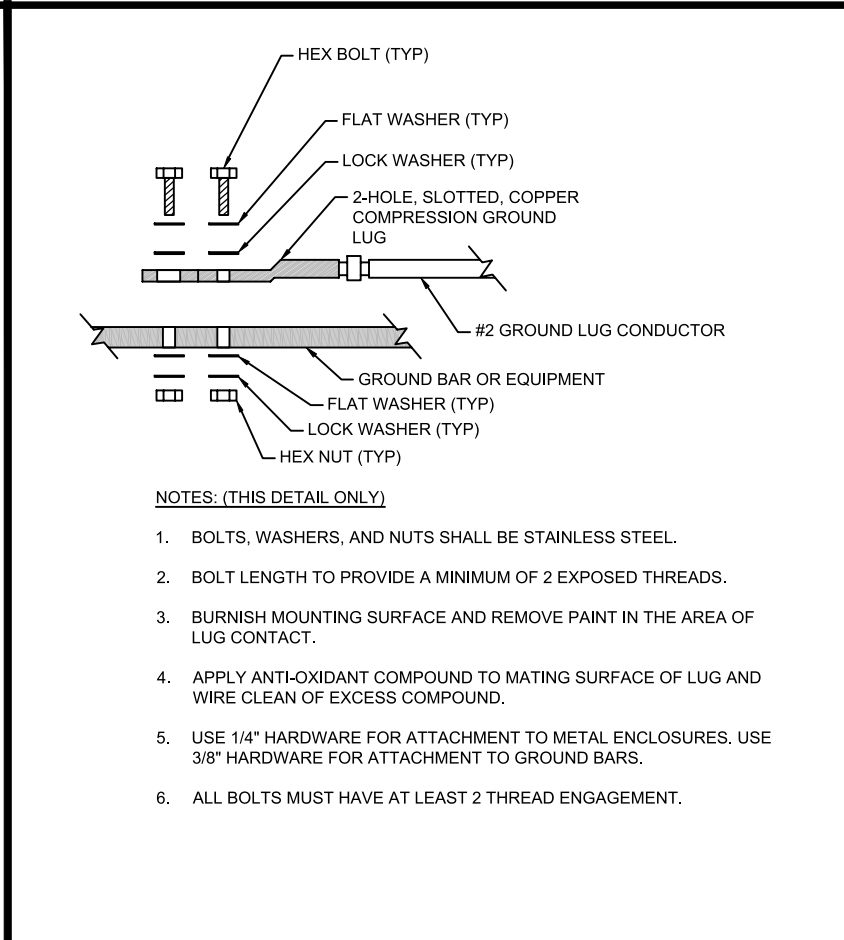 HEX BOLT (TYP)
FLAT WASHER (TYP)
LOCK WASHER (TYP)
2-HOLE, SLOTTED, COPPER
COMPRESSION GROUND
LUG
#2 GROUND LUG CONDUCTOR
GROUND BAR OR EQUIPMENT
FLAT WASHER (TYP)
LOCK WASHER (TYP)
HEX NUT (TYP)
NOTES: (THIS DETAIL ONLY)
1. BOLTS, WASHERS, AND NUTS SHALL BE STAINLESS STEEL.
2. BOLT LENGTH TO PROVIDE A MINIMUM OF 2 EXPOSED THREADS.
3. BURNISH MOUNTING SURFACE AND REMOVE PAINT IN THE AREA OF
LUG CONTACT.
4. APPLY ANTI-OXIDANT COMPOUND TO MATING SURFACE OF LUG AND
WIRE CLEAN OF EXCESS COMPOUND.
5. USE 1/4" HARDWARE FOR ATTACHMENT TO METAL ENCLOSURES. USE
3/8" HARDWARE FOR ATTACHMENT TO GROUND BARS.
6. ALL BOLTS MUST HAVE AT LEAST 2 THREAD ENGAGEMENT.